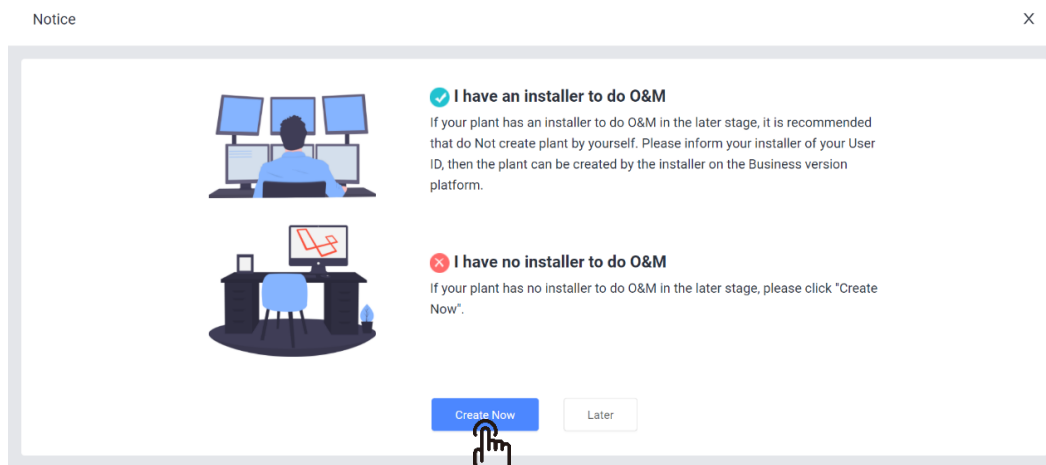 Notice
X
I have an installer to do O&M
If your plant has an installer to do O&M in the later stage, it is recommended
that do Not create plant by yourself. Please inform your installer of your User
ID, then the plant can be created by the installer on the Business version
platform.
I have no installer to do O&M
If your plant has no installer to do O&M in the later stage, please click "Create
Now".
Create Now
Later